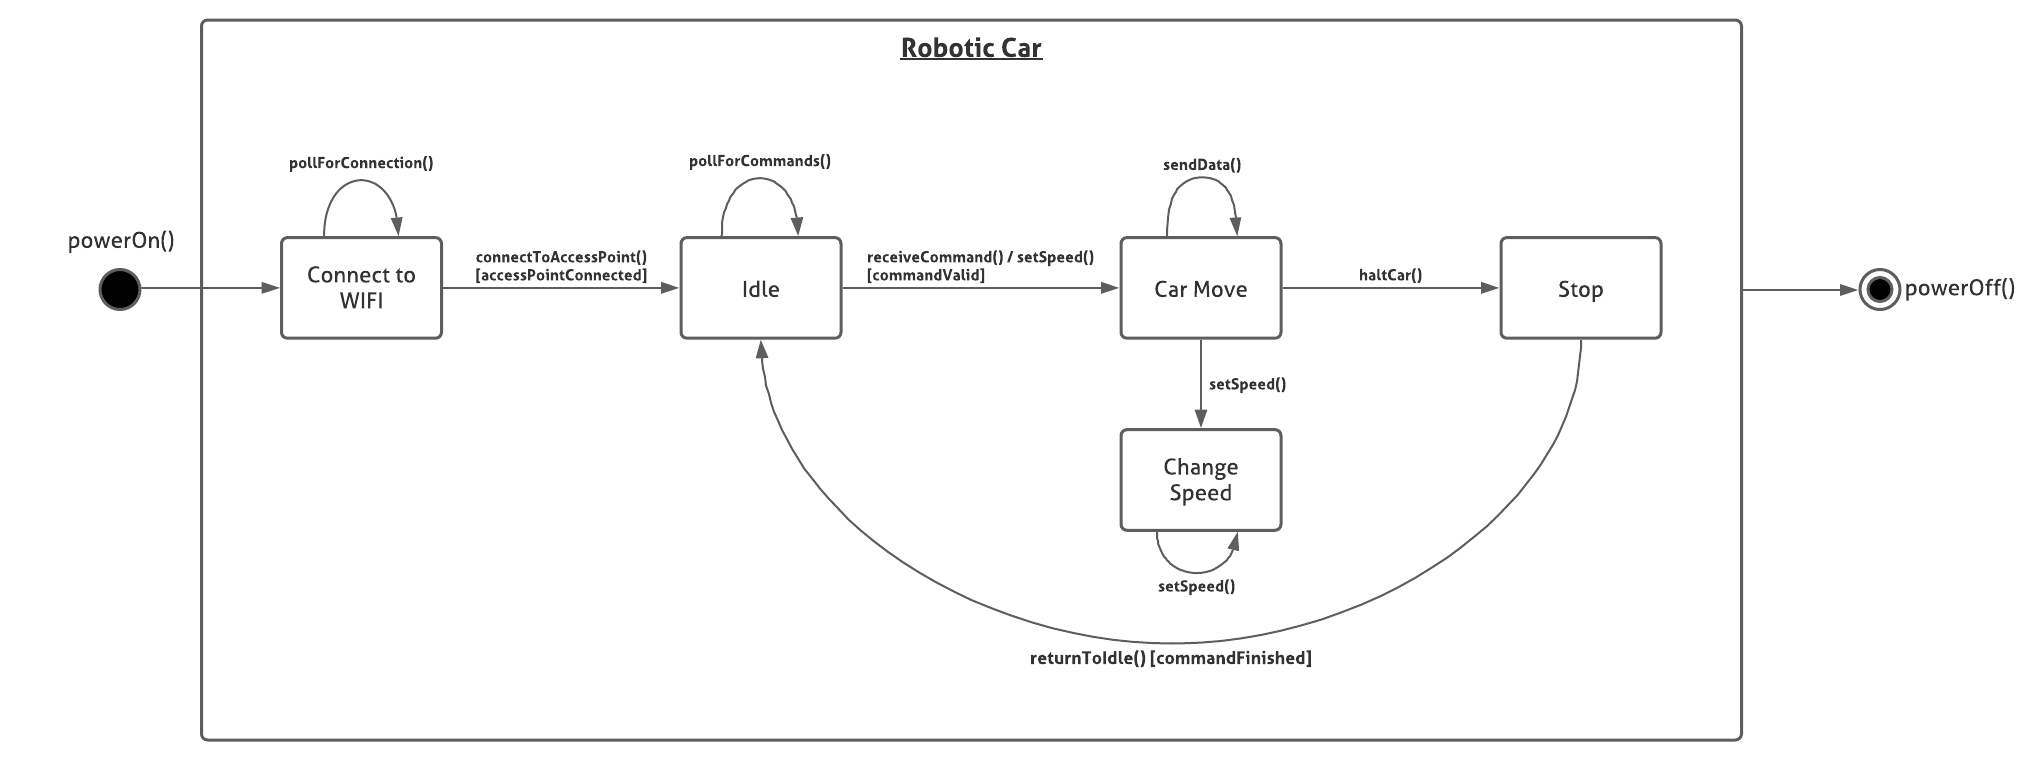 Robotic Car
pollForConnection()
pollForCommands()
sendData()
powerOn()
Connect to
WIFI
connectToAccessPoint()
[accessPointConnected]
Idle
receiveCommand() / setSpeed()
[commandValid]
Car Move
haltCar()
Stop
powerOff()
setSpeed()
Change
Speed
setSpeed()
returnToIdle() [commandFinished]